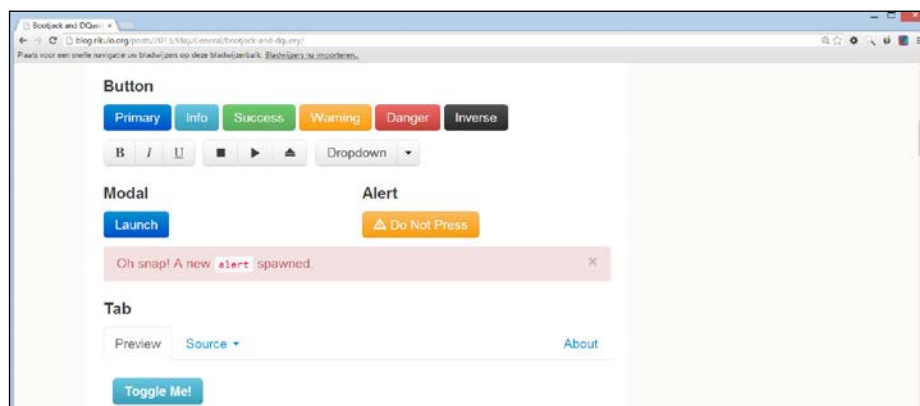 Bootjack and DQuery
blog.rikulo.org/posts/2013/May/General/bootjack-and-dquery/
Plaats voor een snelle navigatie uw bladwijzers op deze bladwijzerbalk. Bladwijzers nu importeren...
Button
Primary Info Success Warning Danger Inverse
B I U Dropdown
Modal Alert
Launch Do Not Press
Oh snap! A new alert spawned. ×
Tab
Preview Source About
Toggle Me!